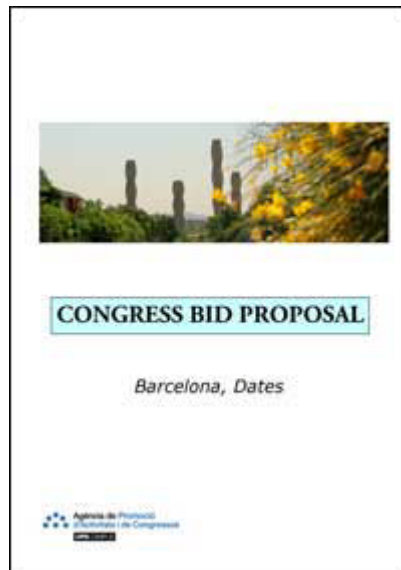 CONGRESS BID PROPOSAL
Barcelona, Dates
Agència de Promoció
d'Activitats i de Congressos